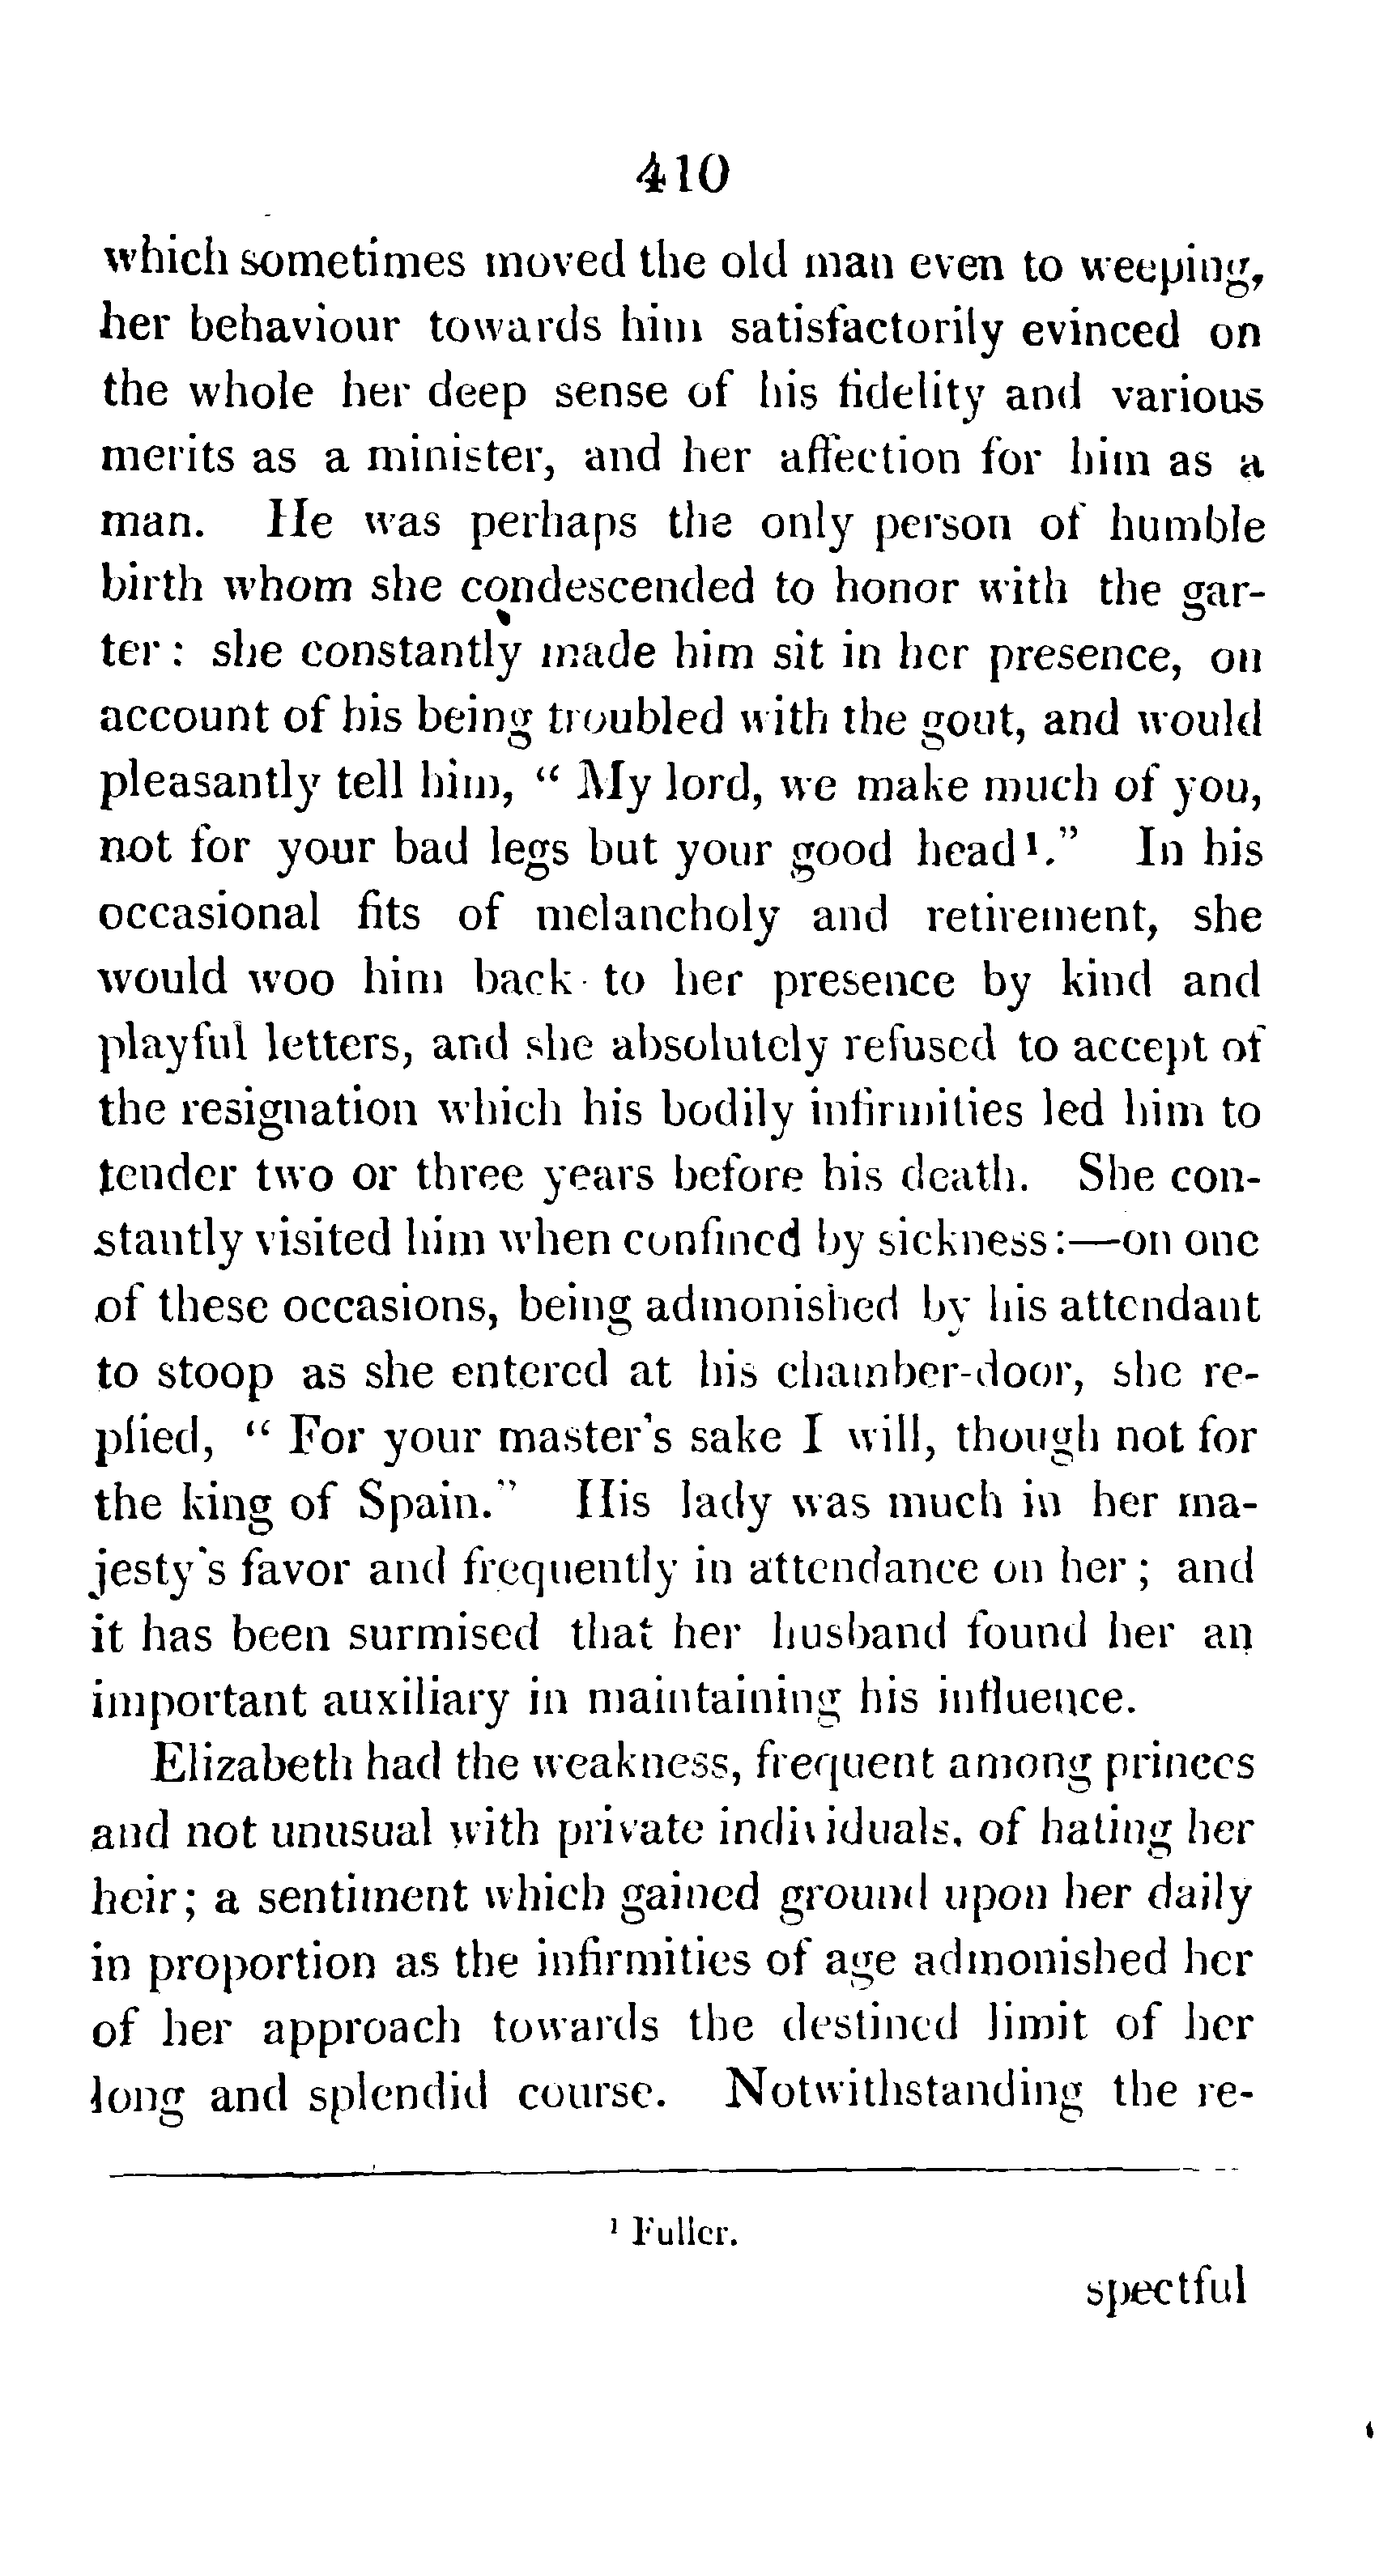 410
which sometimes moved the old man even to weeping,
her behaviour towards him satisfactorily evinced on
the whole her deep sense of his fidelity and various
merits as a minister, and her affection for him as a
man. He was perhaps the only person of humble
birth whom she condescended to honor with the gar-
ter: she constantly made him sit in her presence, on
account of his being troubled with the gout, and would
pleasantly tell him, “ My lord, we make much of you,
not for your bad legs but your good head¹.” In his
occasional fits of melancholy and retirement, she
would woo him back to her presence by kind and
playful letters, and she absolutely refused to accept of
the resignation which his bodily infirmities led him to
tender two or three years before his death. She con-
stantly visited him when confined by sickness:—on one
of these occasions, being admonished by his attendant
to stoop as she entered at his chamber-door, she re-
plied, “ For your master's sake I will, though not for
the king of Spain.” His lady was much in her ma-
jesty's favor and frequently in attendance on her; and
it has been surmised that her husband found her an
important auxiliary in maintaining his influence.
Elizabeth had the weakness, frequent among princes
and not unusual with private individuals, of hating her
heir; a sentiment which gained ground upon her daily
in proportion as the infirmities of age admonished her
of her approach towards the destined limit of her
long and splendid course. Notwithstanding the re-
¹ Fuller.
spectful